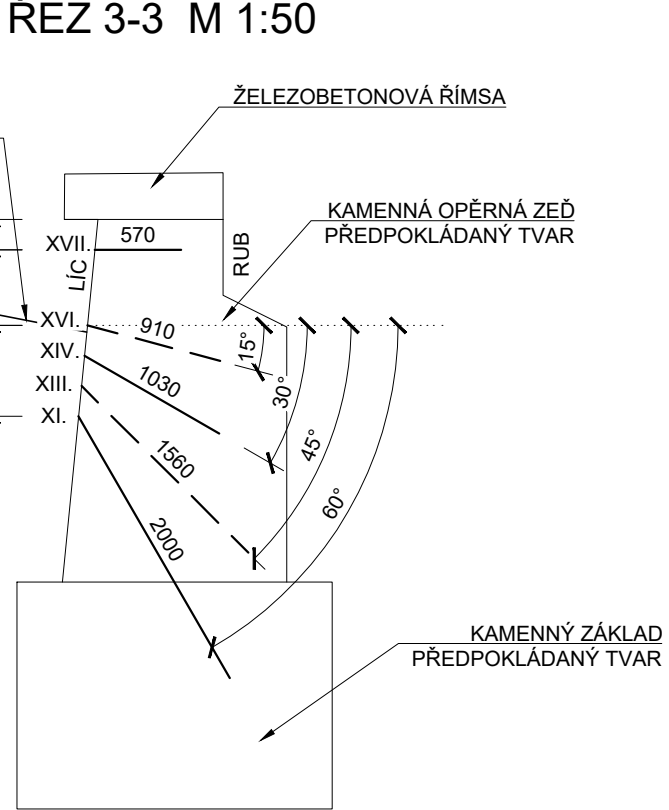 ŘEZ 3-3 M 1:50
ŽELEZOBETONOVÁ ŘÍMSA
KAMENNÁ OPĚRNÁ ZEĎ
PŘEDPOKLÁDANÝ TVAR
XVII.
570
LÍC
RUB
XVI.
910
15°
XIV.
1030
30°
XIII.
XI.
1560
45°
2000
60°
KAMENNÝ ZÁKLAD
PŘEDPOKLÁDANÝ TVAR